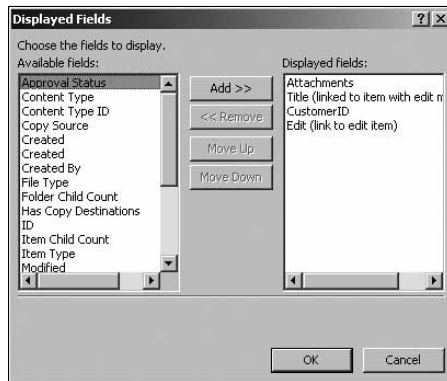 Displayed Fields
Choose the fields to display.
Available fields:
Approval Status
Content Type
Content Type ID
Copy Source
Created
Created
Created By
File Type
Folder Child Count
Has Copy Destinations
ID
Item Child Count
Item Type
Modified
Add >>
<< Remove
Move Up
Move Down
Displayed fields:
Attachments
Title (linked to item with edit m
CustomerID
Edit (link to edit item)
OK
Cancel